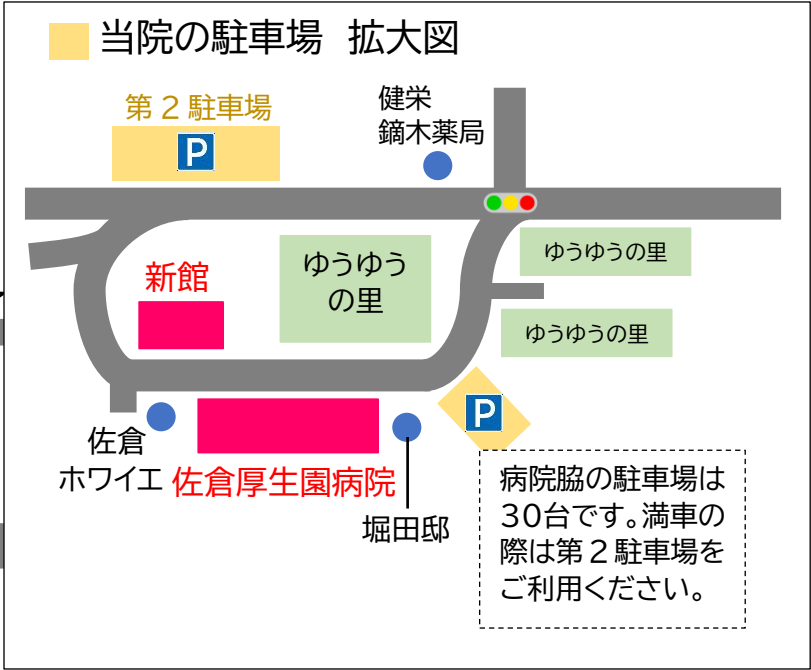 当院の駐車場 拡大図
第２駐車場
P
健栄
鏑木薬局
新館
ゆうゆう
の里
ゆうゆうの里
ゆうゆうの里
P
佐倉
ホワイエ
佐倉厚生園病院
堀田邸
病院脇の駐車場は
30台です。満車の
際は第２駐車場を
ご利用ください。